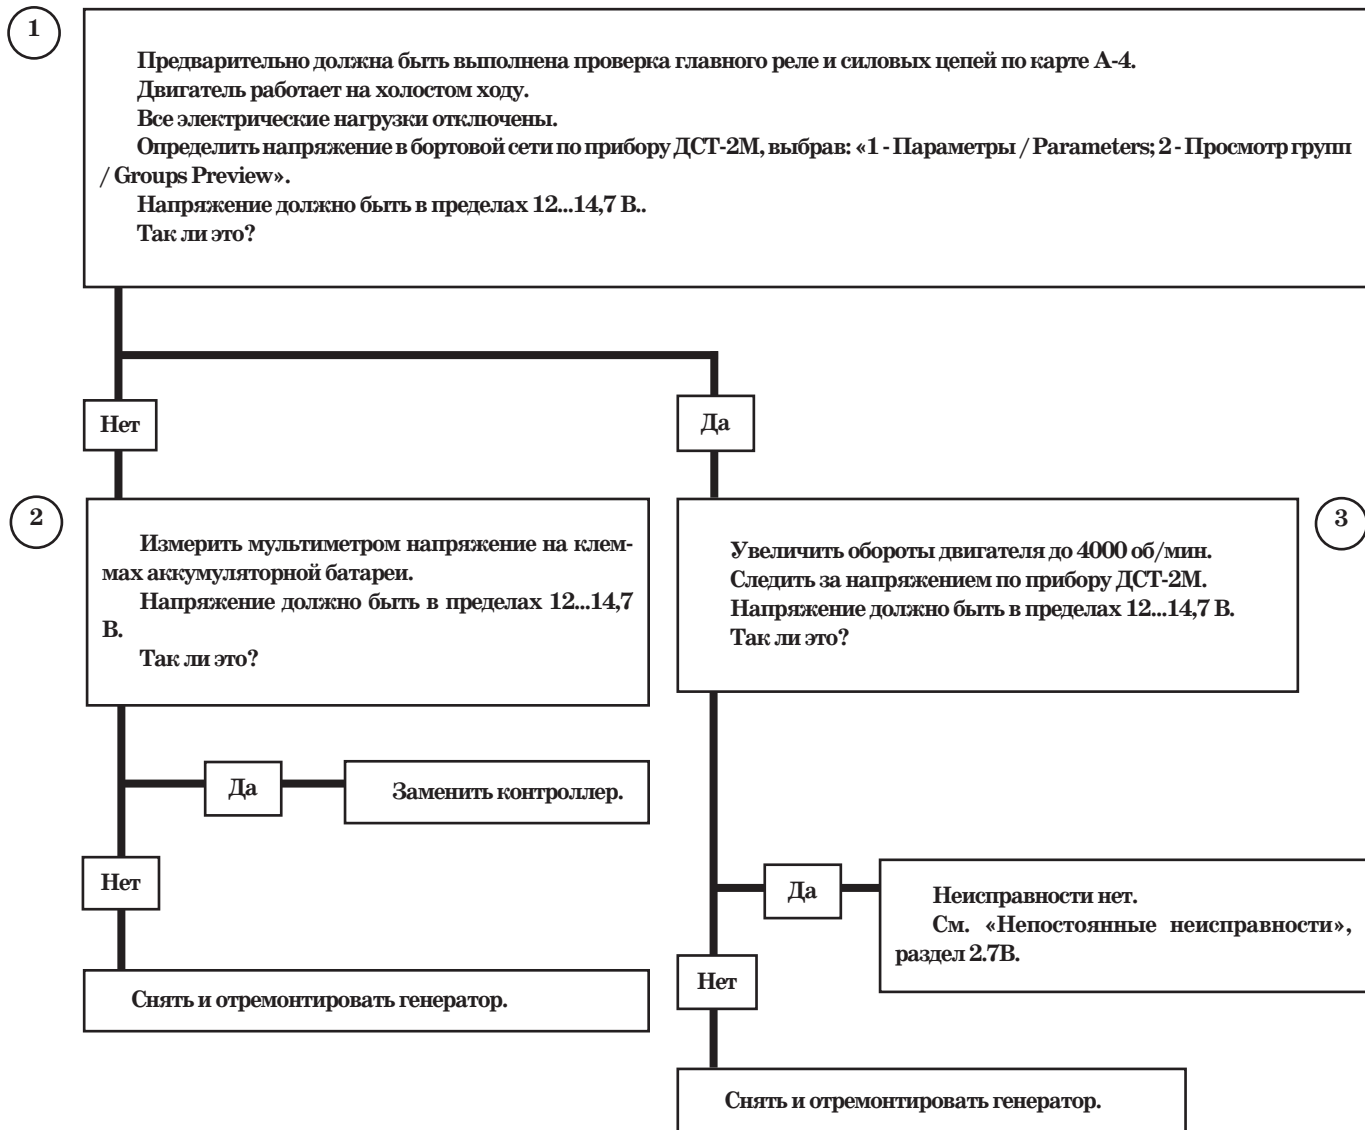 1
Предварительно должна быть выполнена проверка главного реле и силовых цепей по карте А-4.
Двигатель работает на холостом ходу.
Все электрические нагрузки отключены.
Определить напряжение в бортовой сети по прибору ДСТ-2М, выбрав: «1 - Параметры / Parameters; 2 - Просмотр групп
/ Groups Preview».
Напряжение должно быть в пределах 12...14,7 В..
Так ли это?
Нет
Да
2
Измерить мультиметром напряжение на клем-
мах аккумуляторной батареи.
Напряжение должно быть в пределах 12...14,7
В.
Так ли это?
3
Увеличить обороты двигателя до 4000 об/мин.
Следить за напряжением по прибору ДСТ-2М.
Напряжение должно быть в пределах 12...14,7 В.
Так ли это?
Да
Заменить контроллер.
Нет
Да
Неисправности нет.
См. «Непостоянные неисправности»,
раздел 2.7В.
Нет
Снять и отремонтировать генератор.
Снять и отремонтировать генератор.